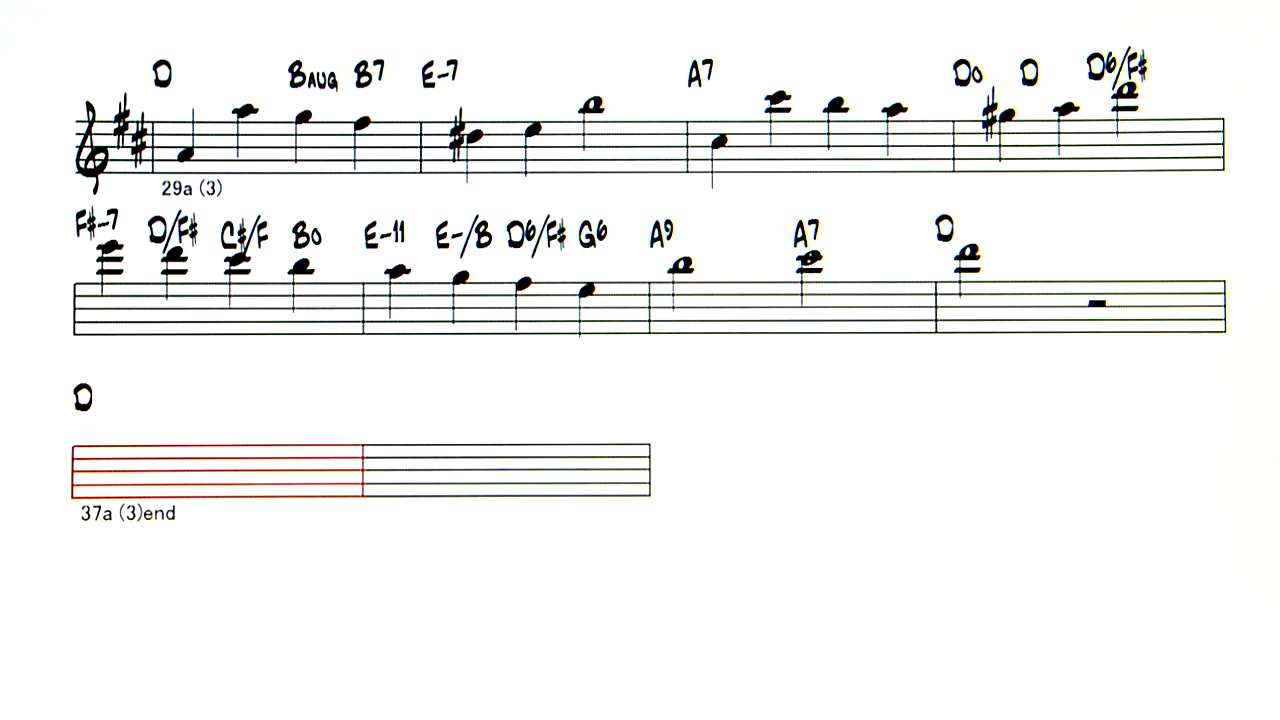 D BAUG B7 E-7 A7 Do D D6/F#
29a (3)
F#-7 D/F# C#/F Bo E-11 E-/B D6/F# G6 A9 A7 D
D
37a (3)end